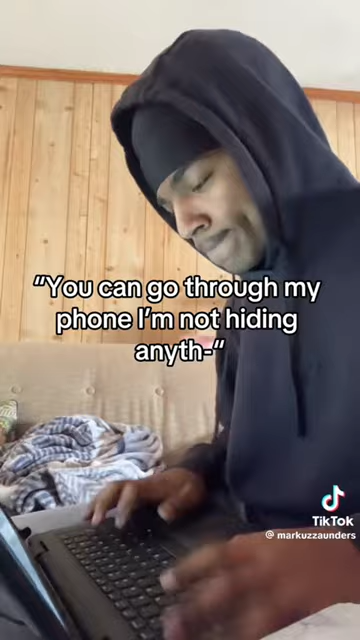 "You can go through my
phone I'm not hiding
anyth-"
TikTok
@ markuzzaunders